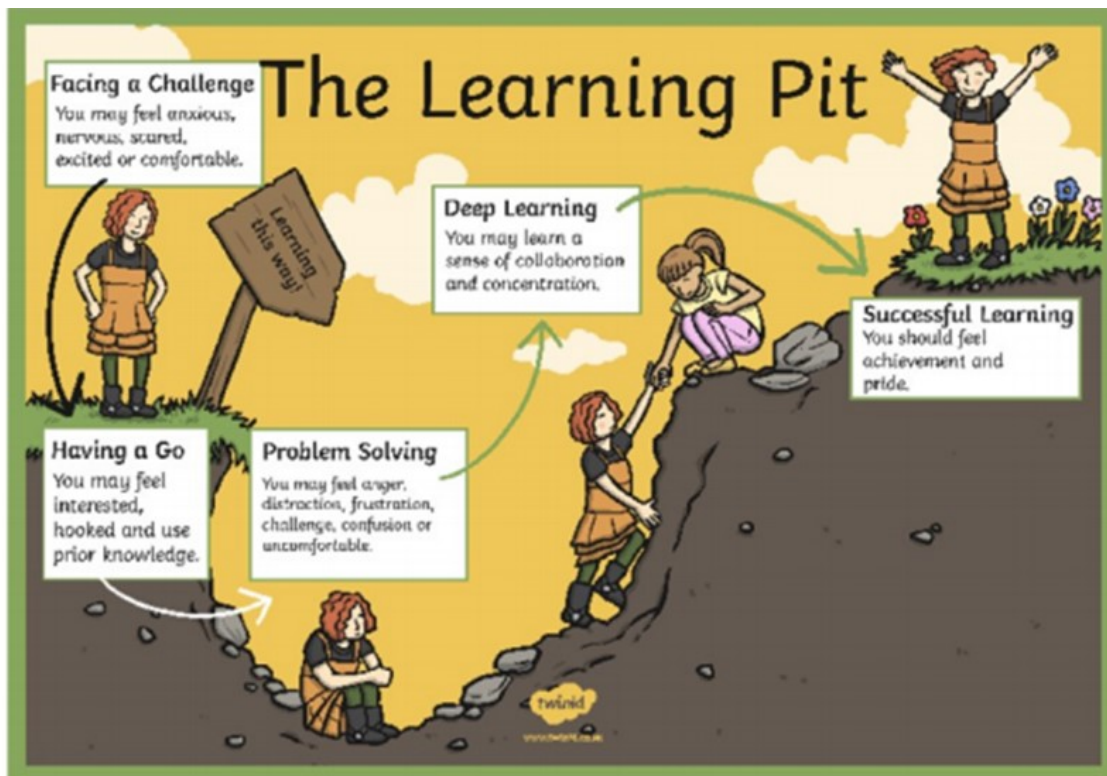 The Learning Pit
Facing a Challenge
You may feel anxious,
nervous, scared,
excited or comfortable.
Learning
this way!
Having a Go
You may feel
interested,
hooked and use
prior knowledge.
Problem Solving
You may feel anger,
distraction, frustration,
challenge, confusion or
uncomfortable.
Deep Learning
You may learn a
sense of collaboration
and concentration.
Successful Learning
You should feel
achievement and
pride.
twinkl